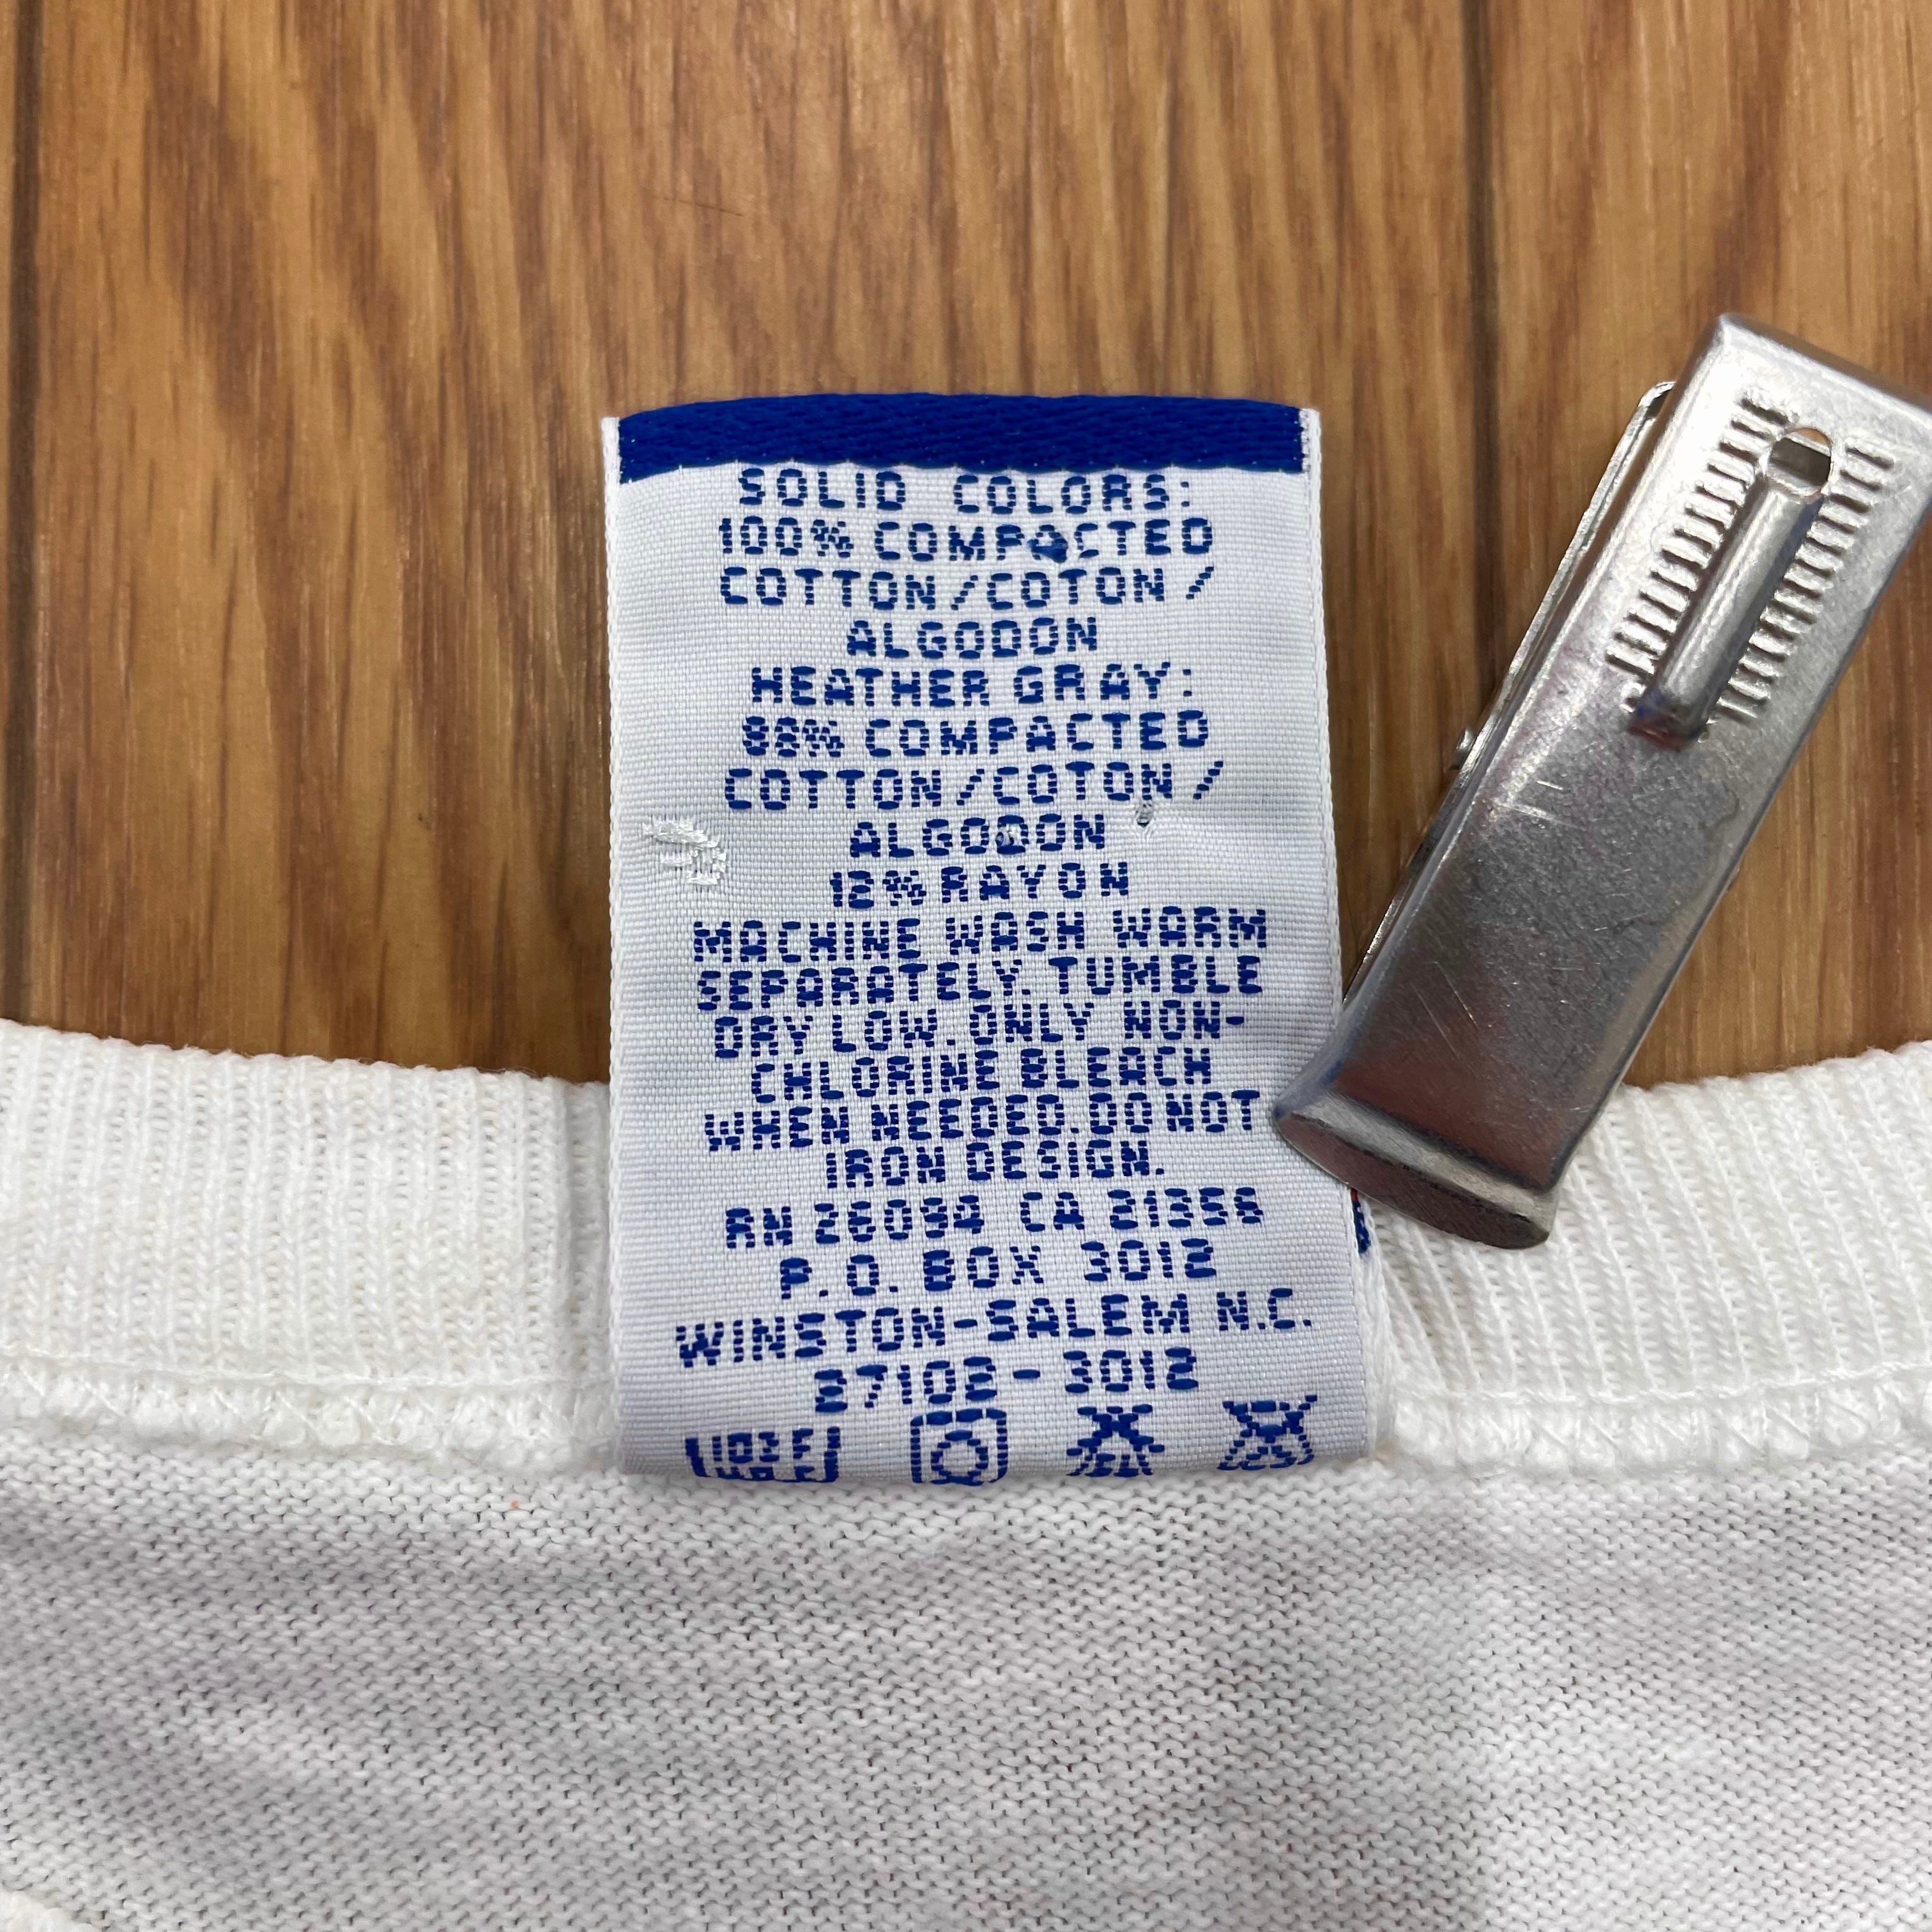 SOLID COLORS:
100% COMPACTED
COTTON/COTON/
ALGODON
HEATHER GRAY:
88% COMPACTED
COTTON/COTON/
ALGODON
12% RAYON
MACHINE WASH WARM
SEPARATELY. TUMBLE
DRY LOW. ONLY NON-
CHLORINE BLEACH
WHEN NEEDED. DO NOT
IRON DESIGN.
RN 26094 CA 21356
P.O. BOX 3012
WINSTON-SALEM N.C.
27102-3012